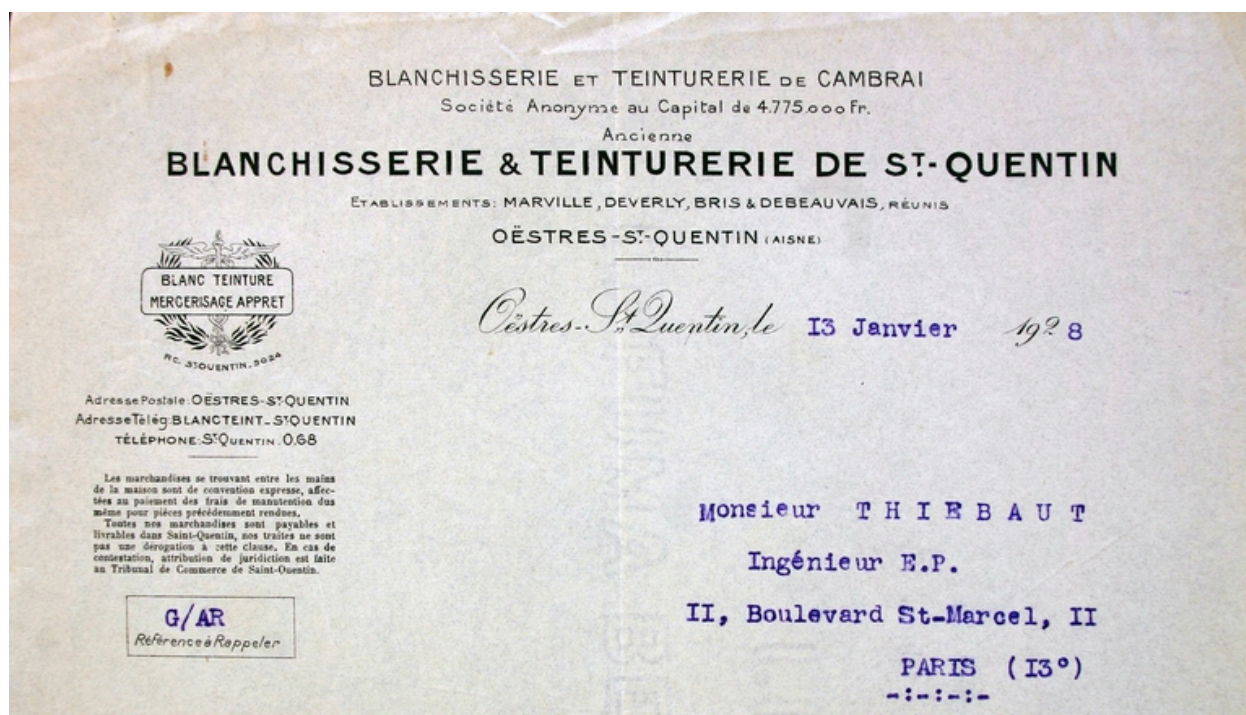 BLANCHISSERIE ET TEINTURERIE DE CAMBRAI
Société Anonyme au Capital de 4.775.000 Fr.
Ancienne
BLANCHISSERIE & TEINTURERIE DE ST-QUENTIN
ETABLISSEMENTS: MARVILLE, DEVERLY, BRIS & DEBEAUVAIS, RÉUNIS
OËSTRES-ST-QUENTIN (AISNE)
BLANC TEINTURE
MERCERISAGE APPRET
RC. ST QUENTIN_5024
Oëstres-St Quentin, le 13 Janvier 1928
Adresse Postale: OËSTRES-ST-QUENTIN
Adresse Télég: BLANCTEINT_ST QUENTIN
TÉLÉPHONE: ST QUENTIN. 0.68
Les marchandises se trouvant entre les mains
de la maison sont de convention expresse, affec-
tées au paiement des frais de manutention dus
même pour pièces précédemment rendues.
Toutes nos marchandises sont payables et
livrables dans Saint-Quentin, nos traites ne sont
pas une dérogation à cette clause. En cas de
contestation, attribution de juridiction est faite
au Tribunal de Commerce de Saint-Quentin.
G/AR
Référence à Rappeler
Monsieur T H I E B A U T
Ingénieur E.P.
II, Boulevard St-Marcel, II
PARIS (I3°)
-:-:-:-